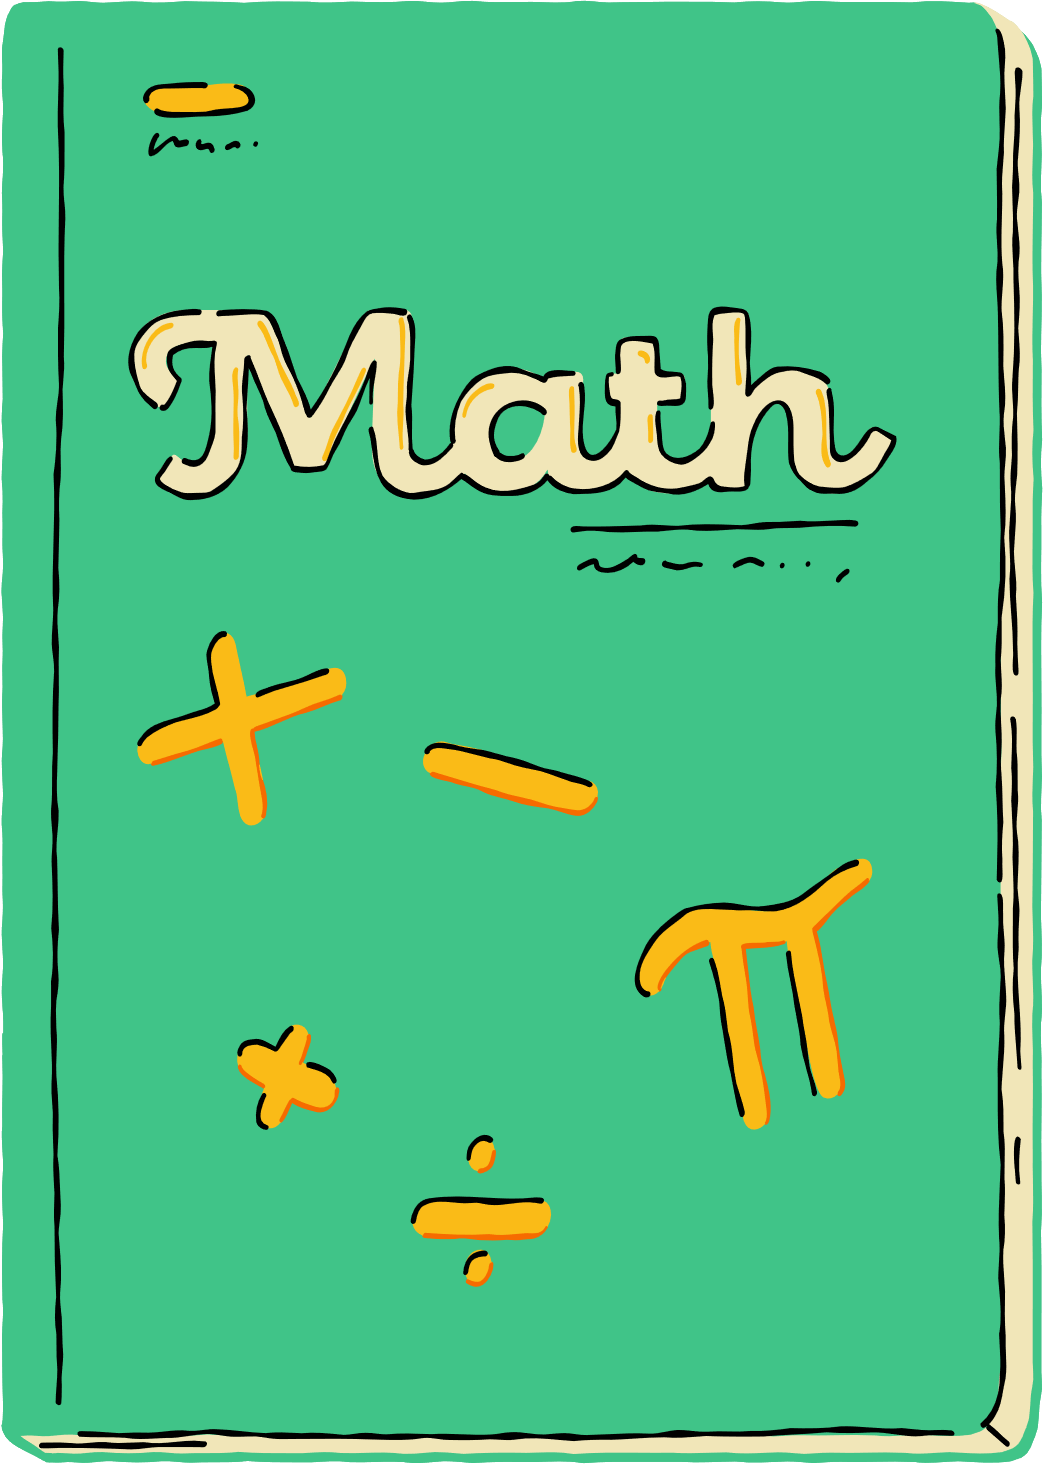 Math
+ −
π
×
÷